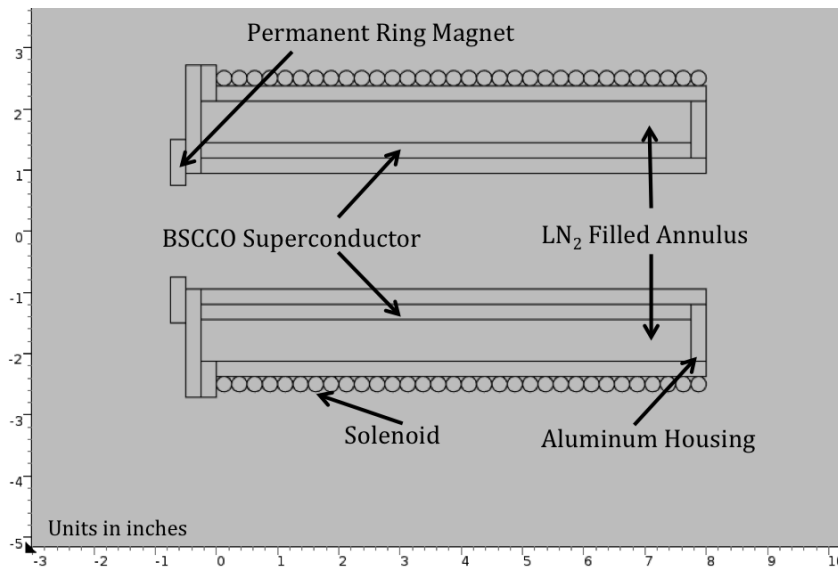 Permanent Ring Magnet
3
2
1
BSCCO Superconductor
LN₂ Filled Annulus
0
-1
-2
Solenoid
Aluminum Housing
-3
-4
Units in inches
-5
-3 -2 -1 0 1 2 3 4 5 6 7 8 9 10